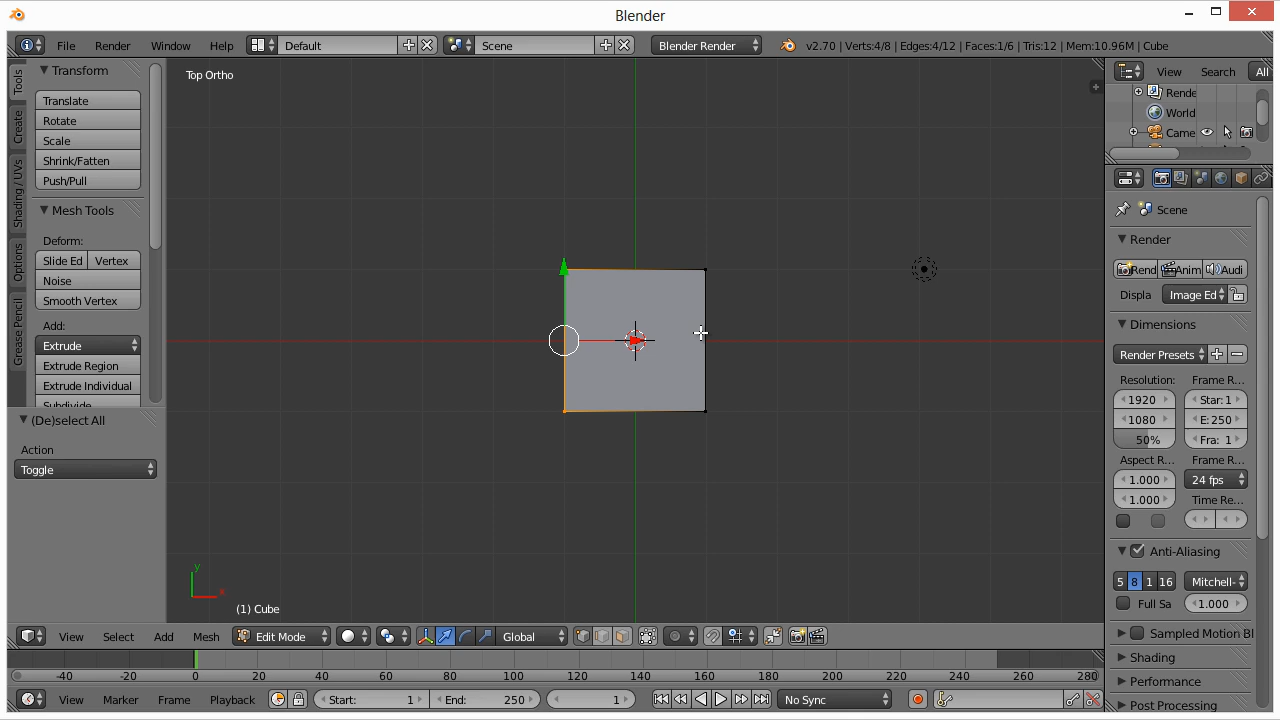 Blender
File Render Window Help Default Scene Blender Render v2.70 | Verts:4/8 | Edges:4/12 | Faces:1/6 | Tris:12 | Mem:10.96M | Cube
Tools
Create
Shading / UVs
Options
Grease Pencil
Transform
Translate
Rotate
Scale
Shrink/Fatten
Push/Pull
Mesh Tools
Deform:
Slide Ed Vertex
Noise
Smooth Vertex
Add:
Extrude
Extrude Region
Extrude Individual
Subdivide
(De)select All
Action
Toggle
Top Ortho
y
x
(1) Cube
View Search All
Rende
World
Came
Scene
Render
Rend Anim Audi
Displa Image Ed
Dimensions
Render Presets
Resolution: Frame R...
1920 Star: 1
1080 E: 250
50% Fra: 1
Aspect R... Frame R...
1.000 24 fps
1.000 Time Re...
Anti-Aliasing
5 8 1 16 Mitchell-
Full Sa 1.000
Sampled Motion Bl
Shading
Performance
Post Processing
View Select Add Mesh Edit Mode Global
-40 -20 0 20 40 60 80 100 120 140 160 180 200 220 240 260 280
View Marker Frame Playback Start: 1 End: 250 1 No Sync